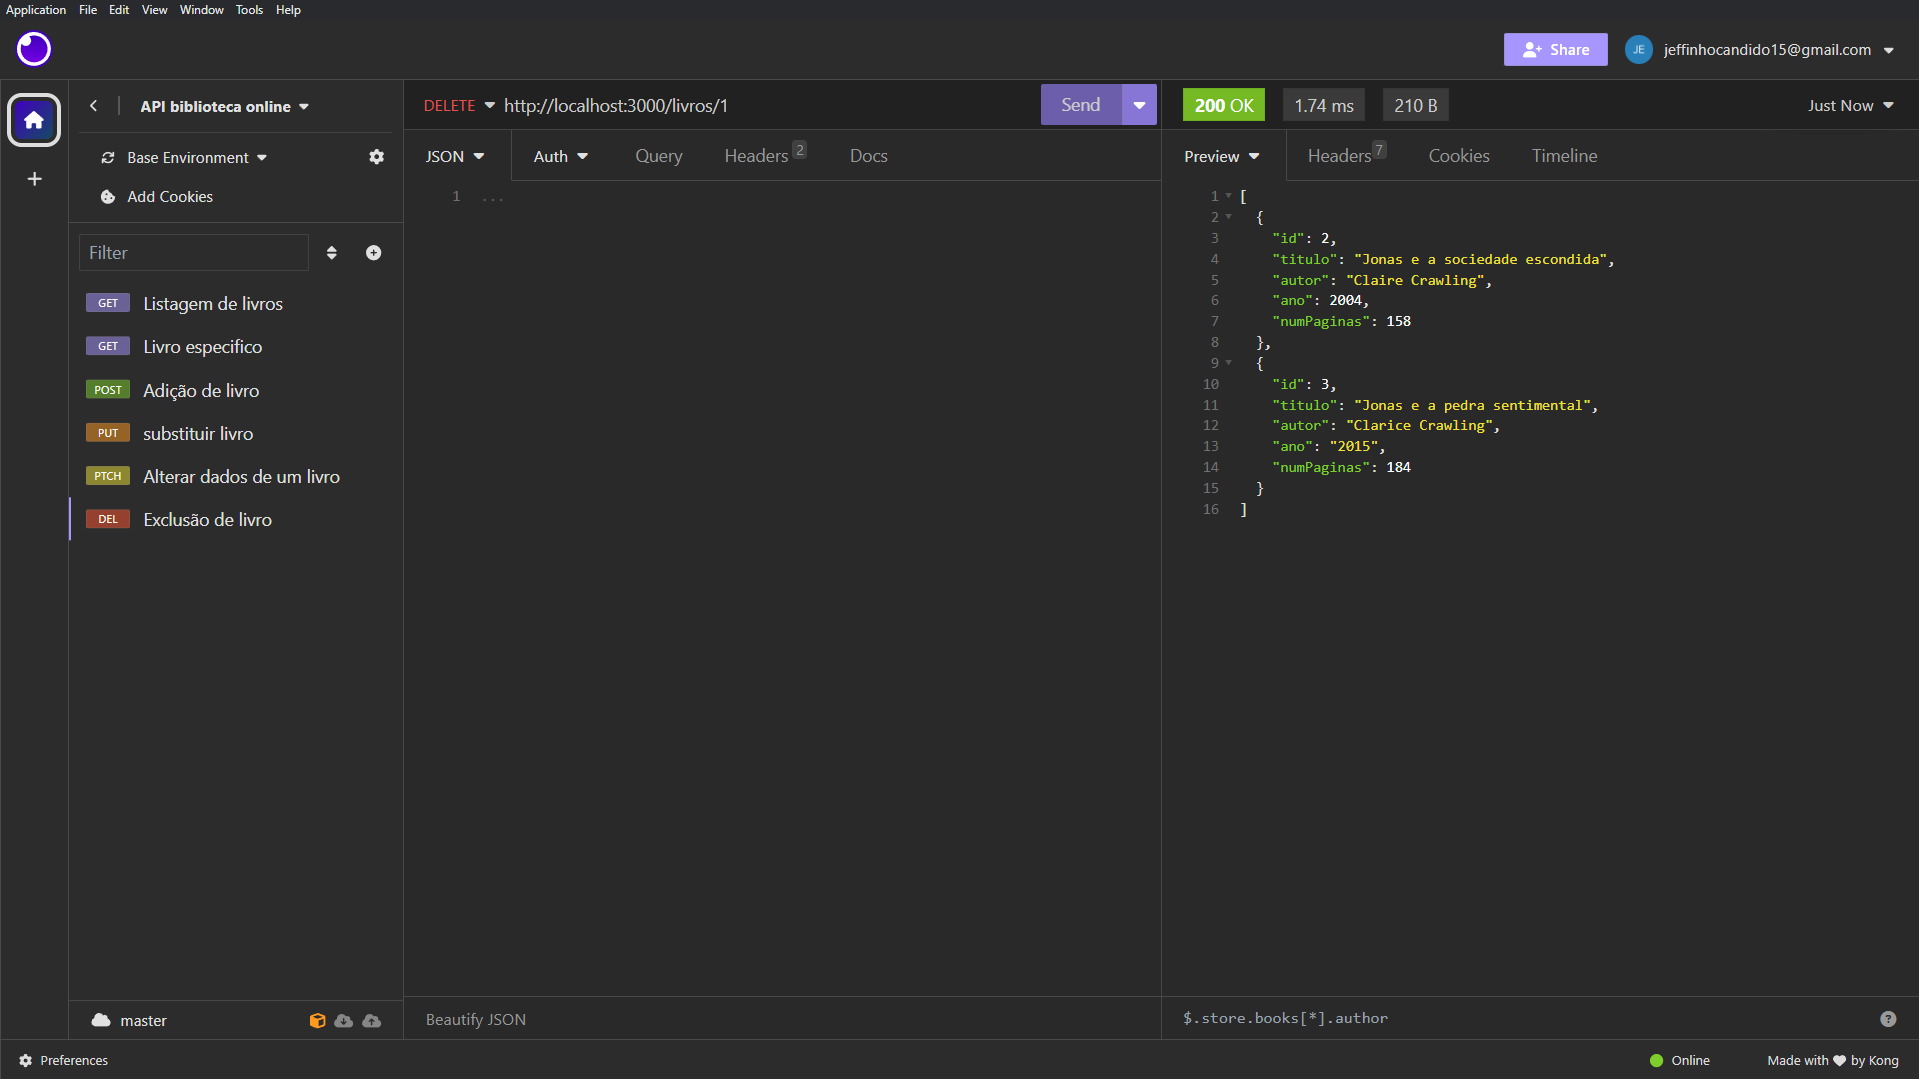 Application File Edit View Window Tools Help
Share JE jeffinhocandido15@gmail.com
API biblioteca online
Base Environment
Add Cookies
Filter
GET Listagem de livros
GET Livro especifico
POST Adição de livro
PUT substituir livro
PTCH Alterar dados de um livro
DEL Exclusão de livro
master
DELETE http://localhost:3000/livros/1 Send
JSON Auth Query Headers 2 Docs
1 ...
Beautify JSON
200 OK 1.74 ms 210 B Just Now
Preview Headers 7 Cookies Timeline
1 [
2 {
3 "id": 2,
4 "titulo": "Jonas e a sociedade escondida",
5 "autor": "Claire Crawling",
6 "ano": 2004,
7 "numPaginas": 158
8 },
9 {
10 "id": 3,
11 "titulo": "Jonas e a pedra sentimental",
12 "autor": "Clarice Crawling",
13 "ano": "2015",
14 "numPaginas": 184
15 }
16 ]
$.store.books[*].author ?
Preferences Online Made with ♥ by Kong